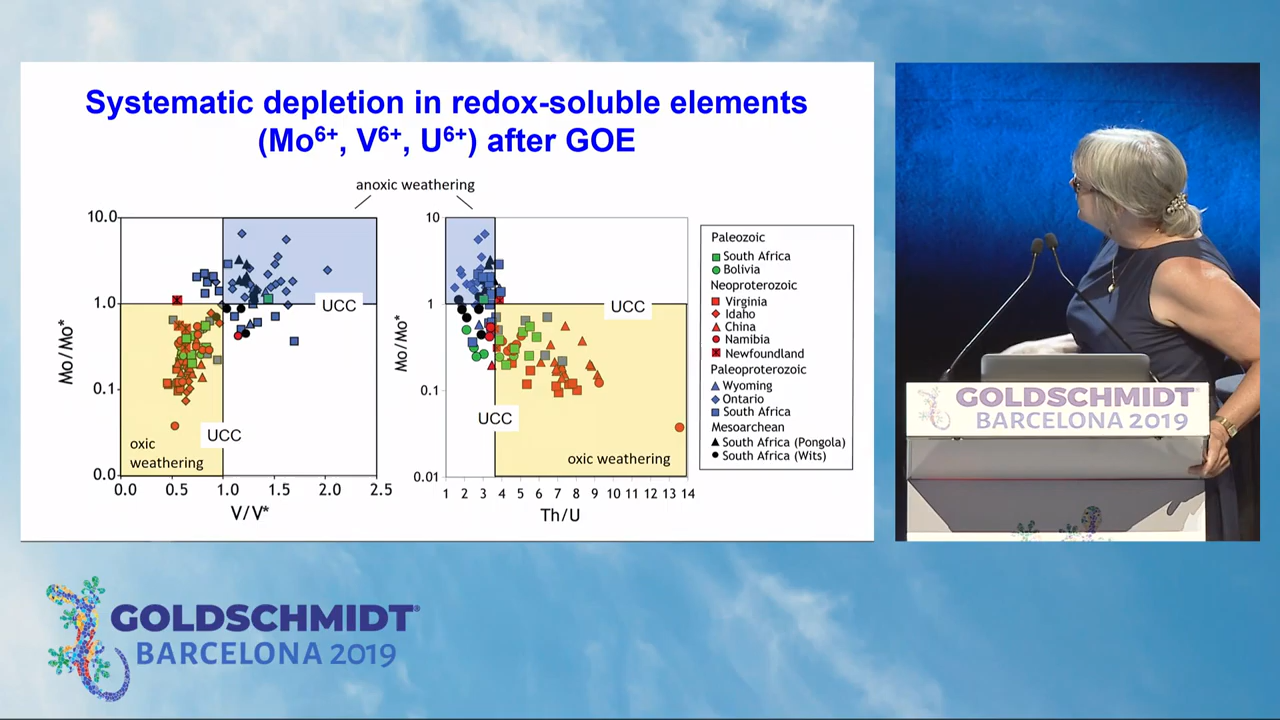 Systematic depletion in redox-soluble elements
(Mo6+, V6+, U6+) after GOE
anoxic weathering
10.0
1.0
0.1
0.0
Mo/Mo*
UCC
UCC
oxic
weathering
0.0 0.5 1.0 1.5 2.0 2.5
V/V*
10
1
0.1
0.01
Mo/Mo*
UCC
UCC
oxic weathering
1 2 3 4 5 6 7 8 9 10 11 12 13 14
Th/U
Paleozoic
South Africa
Bolivia
Neoproterozoic
Virginia
Idaho
China
Namibia
Newfoundland
Paleoproterozoic
Wyoming
Ontario
South Africa
Mesoarchean
South Africa (Pongola)
South Africa (Wits)
GOLDSCHMIDT
BARCELONA 2019
GOLDSCHMIDT
BARCELONA 2019